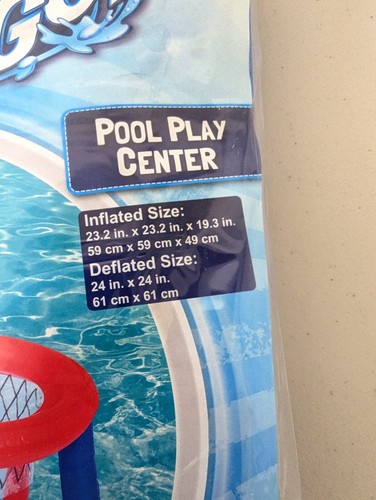 GO
POOL PLAY
CENTER
Inflated Size:
23.2 in. x 23.2 in. x 19.3 in.
59 cm x 59 cm x 49 cm
Deflated Size:
24 in. x 24 in.
61 cm x 61 cm